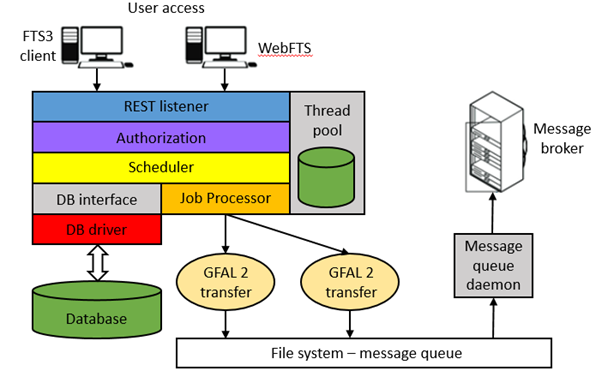 User access
FTS3
client
WebFTS
REST listener
Thread
pool
Authorization
Scheduler
DB interface
Job Processor
DB driver
Message
broker
GFAL 2
transfer
GFAL 2
transfer
Message
queue
daemon
Database
File system – message queue